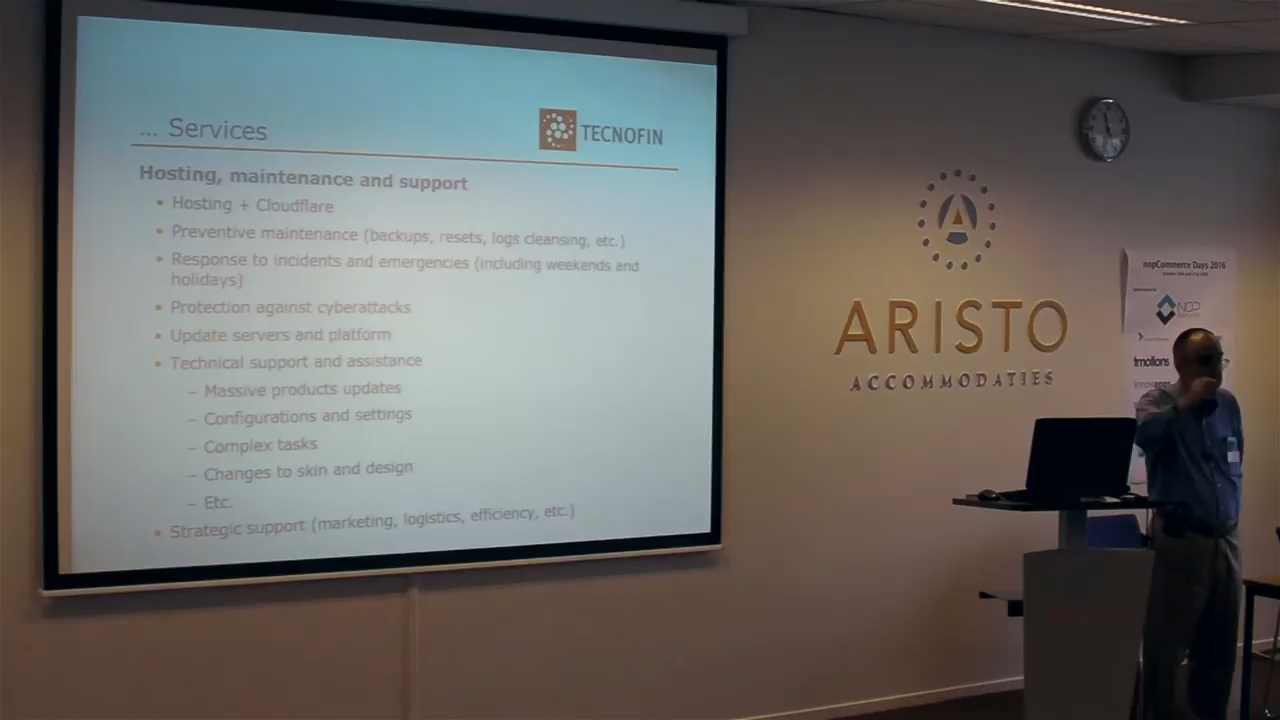 ... Services
TECNOFIN
Hosting, maintenance and support
• Hosting + Cloudflare
• Preventive maintenance (backups, resets, logs cleansing, etc.)
• Response to incidents and emergencies (including weekends and
holidays)
• Protection against cyberattacks
• Update servers and platform
• Technical support and assistance
– Massive products updates
– Configurations and settings
– Complex tasks
– Changes to skin and design
– Etc.
• Strategic support (marketing, logistics, efficiency, etc.)
A
ARISTO
ACCOMMODATIES
nopCommerce Days 2016
NOP
tmotions